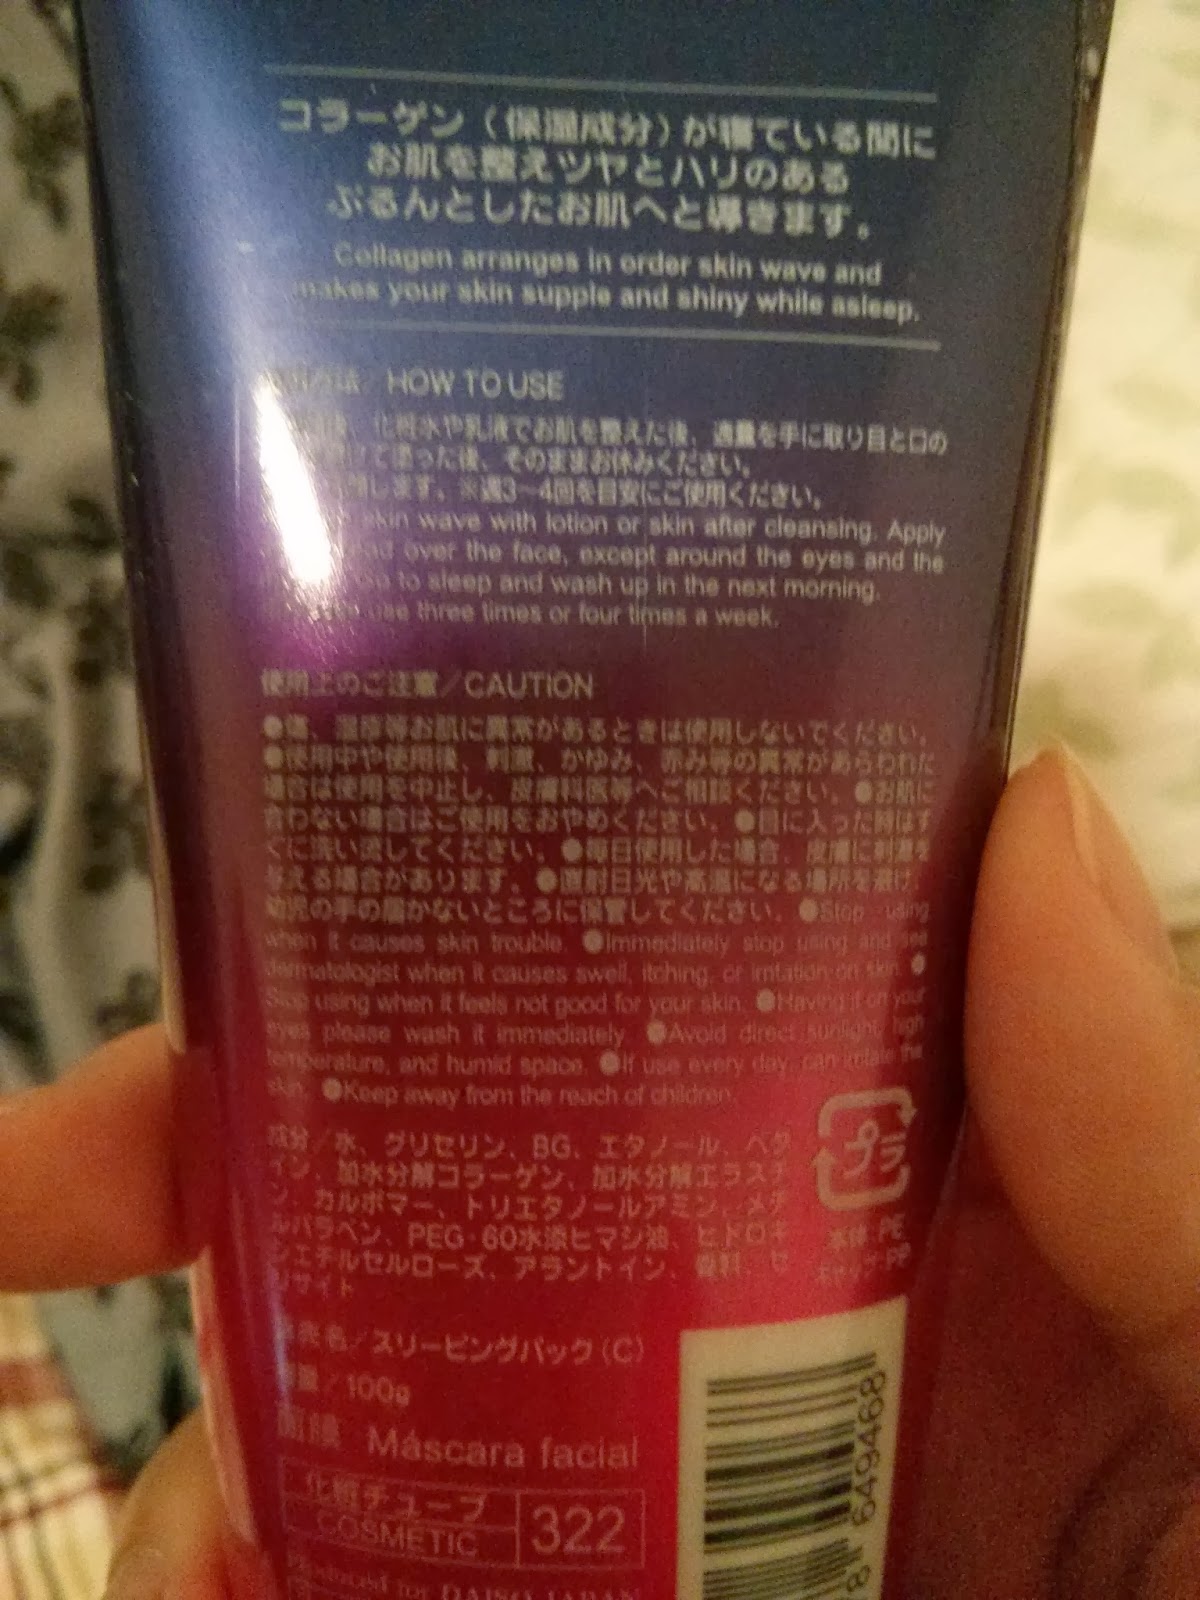 コラーゲン（保湿成分）が寝ている間に
お肌を整えツヤとハリのある
ぷるんとしたお肌へと導きます。
Collagen arranges in order skin wave and
makes your skin supple and shiny while asleep.
HOW TO USE
化粧水や乳液でお肌を整えた後、適量を手に取り目と口の
けて塗った後、そのままお休みください。
します。※週3〜4回を目安にご使用ください。
skin wave with lotion or skin after cleansing. Apply
over the face, except around the eyes and the
to sleep and wash up in the next morning.
use three times or four times a week.
使用上のご注意／CAUTION
●傷、湿疹等お肌に異常があるときは使用しないでください。
●使用中や使用後、刺激、かゆみ、赤み等の異常があらわれた
場合は使用を中止し、皮膚科医等へご相談ください。●お肌に
合わない場合はご使用をおやめください。●目に入った時はす
ぐに洗い流してください。●毎日使用した場合、皮膚に刺激を
与える場合があります。●直射日光や高温になる場所を避け、
幼児の手の届かないところに保管してください。●Stop using
when it causes skin trouble. ●Immediately stop using and see
dermatologist when it causes swell, itching, or irritation on skin. ●
Stop using when it feels not good for your skin. ●Having it on your
eyes please wash it immediately. ●Avoid direct sunlight, high
temperature, and humid space. ●If use every day, can irritate the
skin. ●Keep away from the reach of children.
成分／水、グリセリン、BG、エタノール、ベタ
イン、加水分解コラーゲン、加水分解エラスチ
ン、カルボマー、トリエタノールアミン、メチ
ルパラベン、PEG-60水添ヒマシ油、ヒドロキ
シエチルセルロース、アラントイン、香料、セ
リサイト
プラ
本体:PE
キャップ:PP
名／スリーピングパック（C）
量／100g
面膜 Máscara facial
化粧チューブ
COSMETIC
322
Produced for DAISO JAPAN
649468